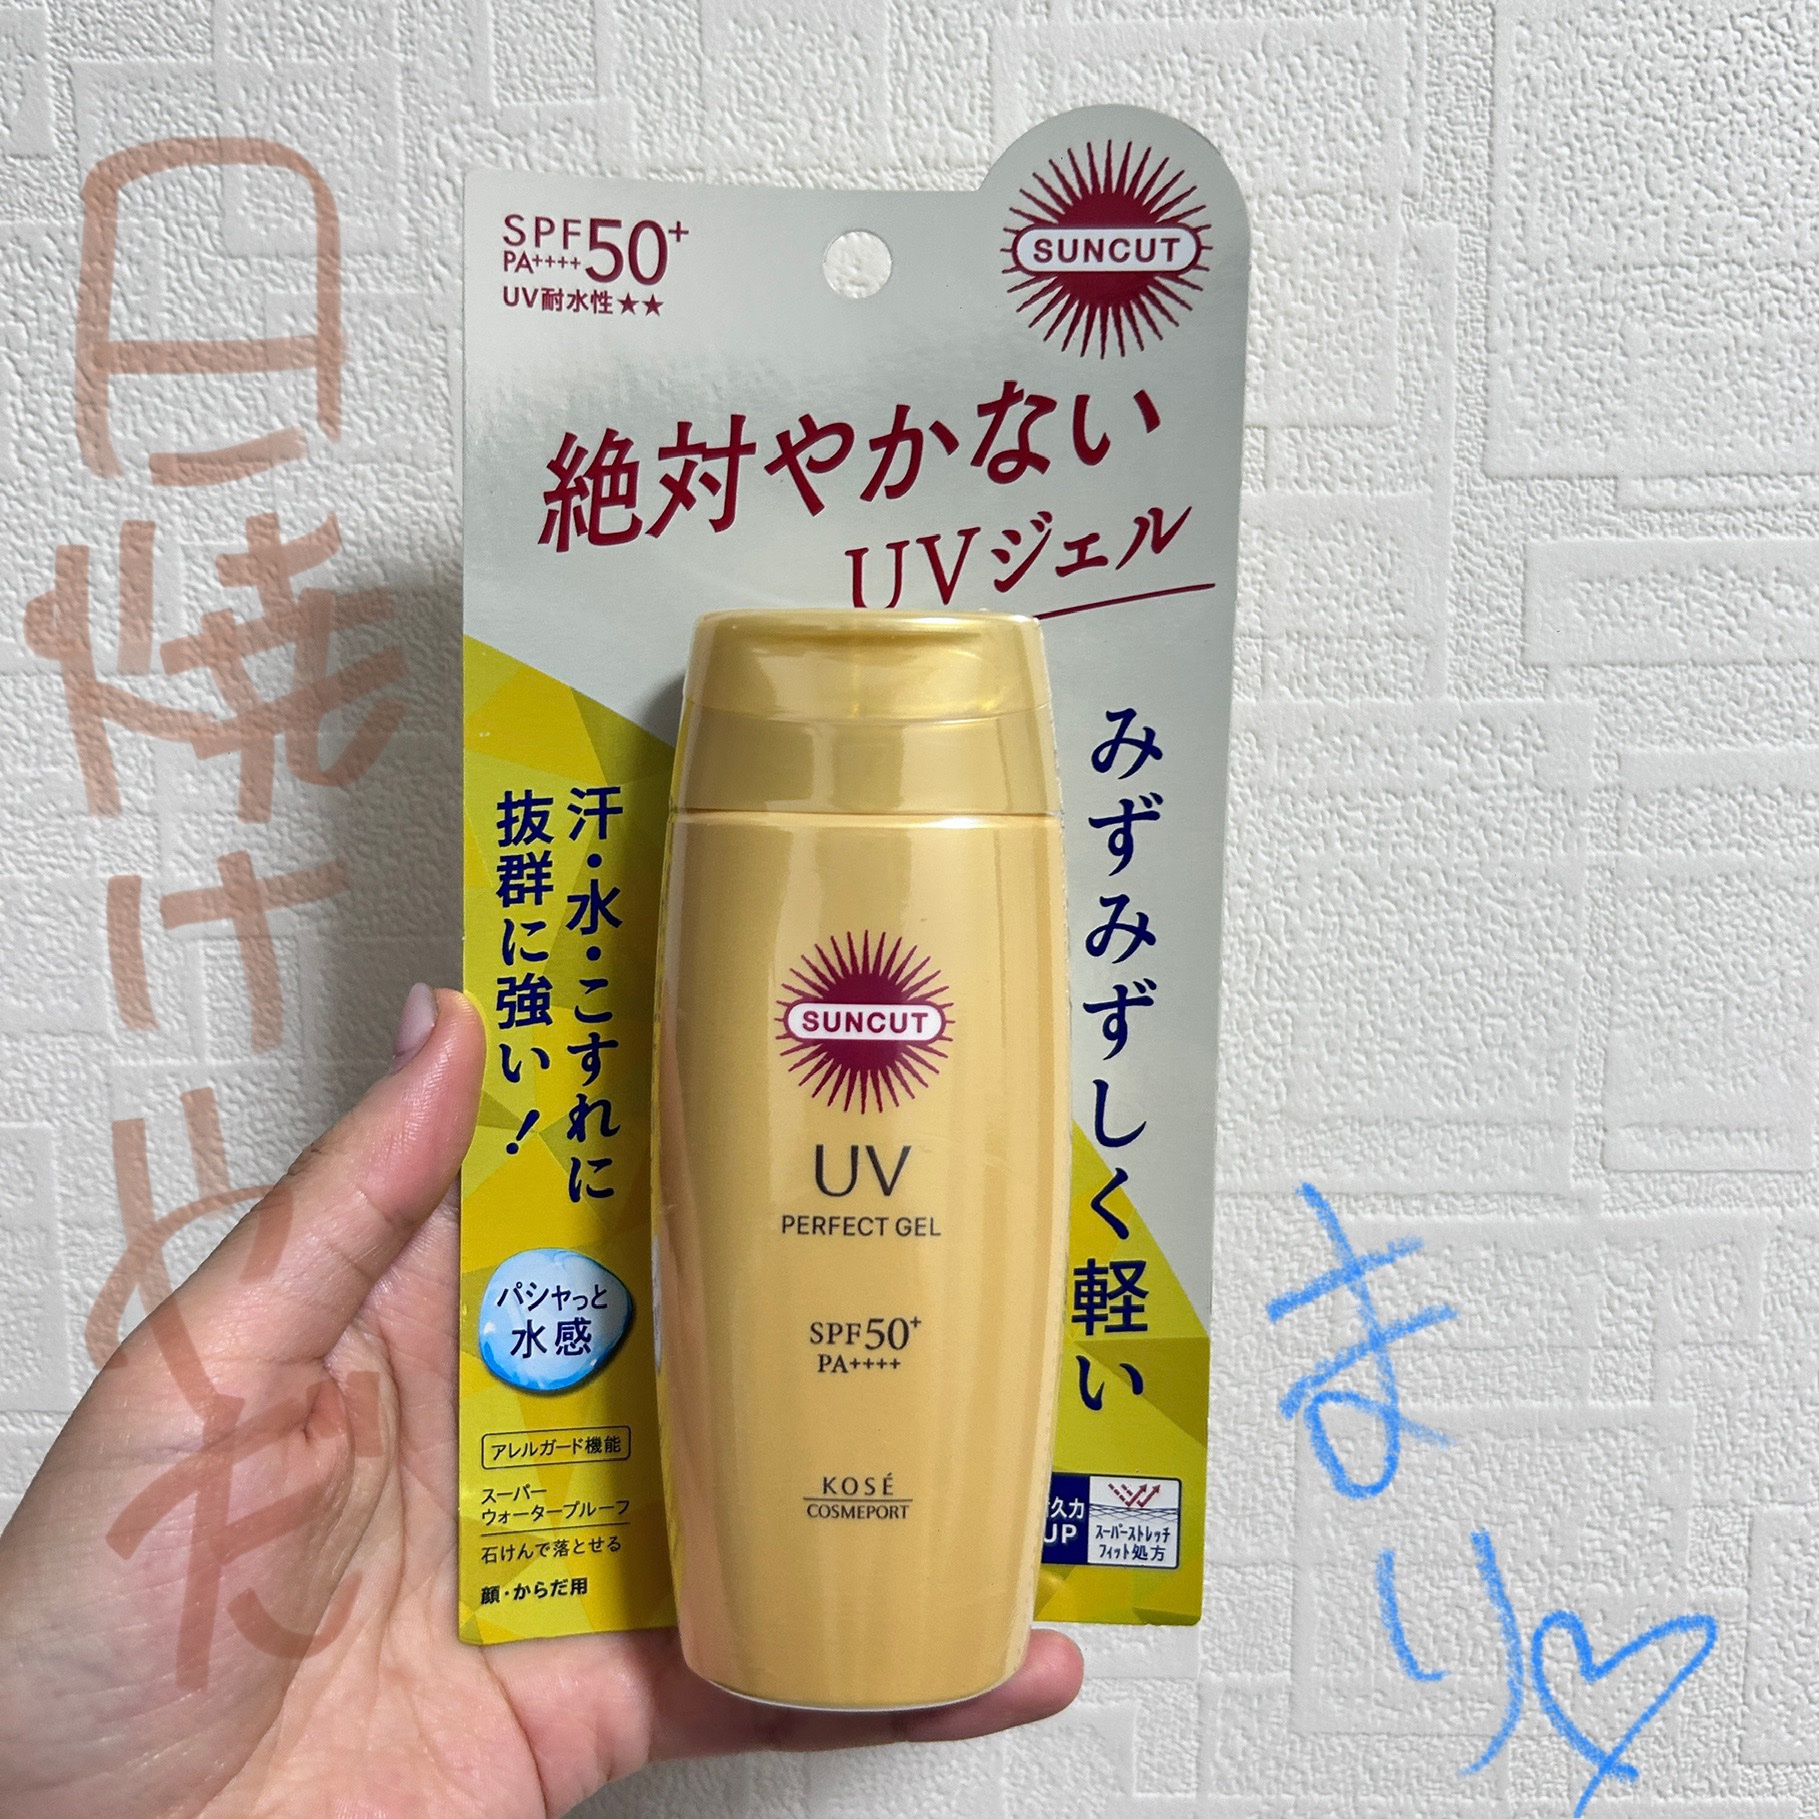 日焼け止め
だ
SPF50+
PA++++
UV耐水性★★
SUNCUT
絶対やかない
UVジェル
みずみずしく軽い
汗・水・こすれに
抜群に強い!
パシャっと
水感
アレルガード機能
スーパー
ウォータープルーフ
石けんで落とせる
顔・からだ用
SUNCUT
UV
PERFECT GEL
SPF50+
PA++++
KOSÉ
COSMEPORT
久力
UP
スーパーストレッチ
フィット処方
まり♡